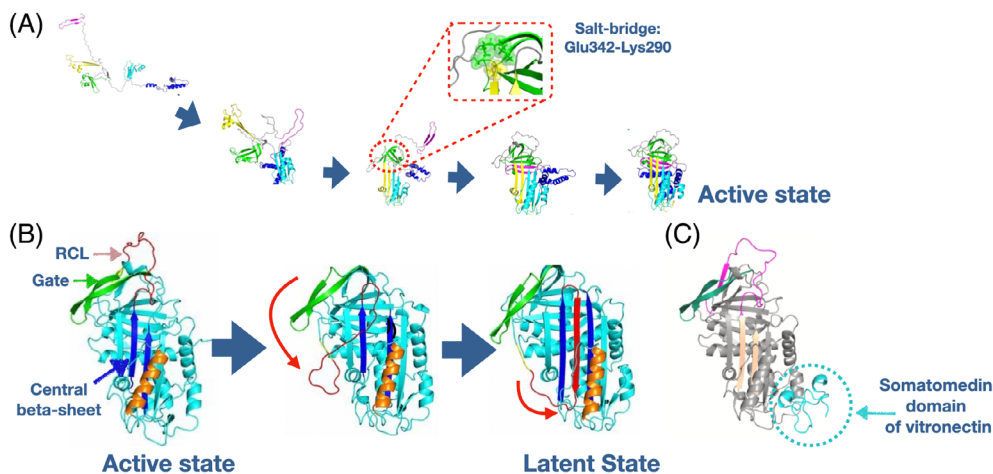 (A)
Salt-bridge:
Glu342-Lys290
Active state
(B)
RCL
Gate
Central
beta-sheet
Active state
Latent State
(C)
Somatomedin
domain
of vitronectin